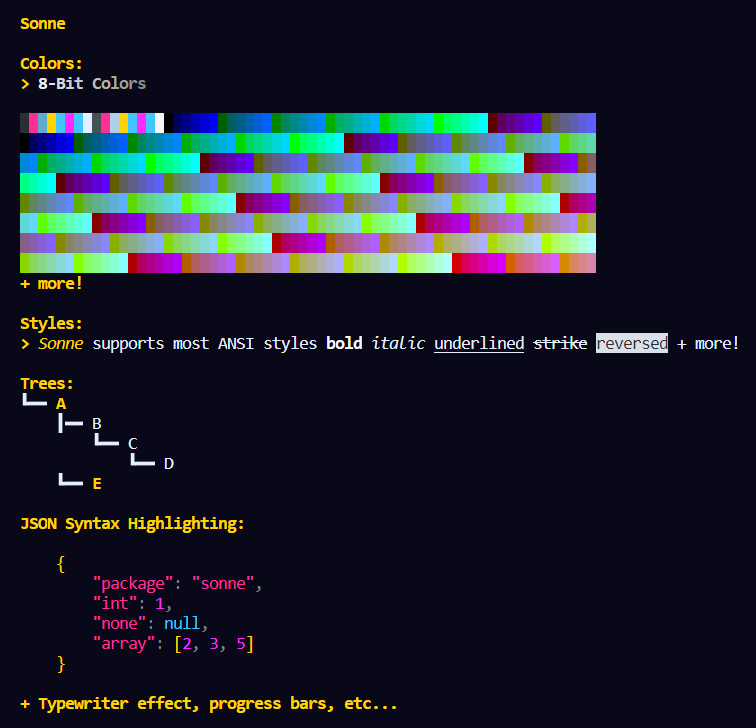 Sonne
Colors:
> 8-Bit Colors
+ more!
Styles:
> Sonne supports most ANSI styles bold italic underlined strike reversed + more!
Trees:
A
B
C
D
E
JSON Syntax Highlighting:
{
"package": "sonne",
"int": 1,
"none": null,
"array": [2, 3, 5]
}
+ Typewriter effect, progress bars, etc...